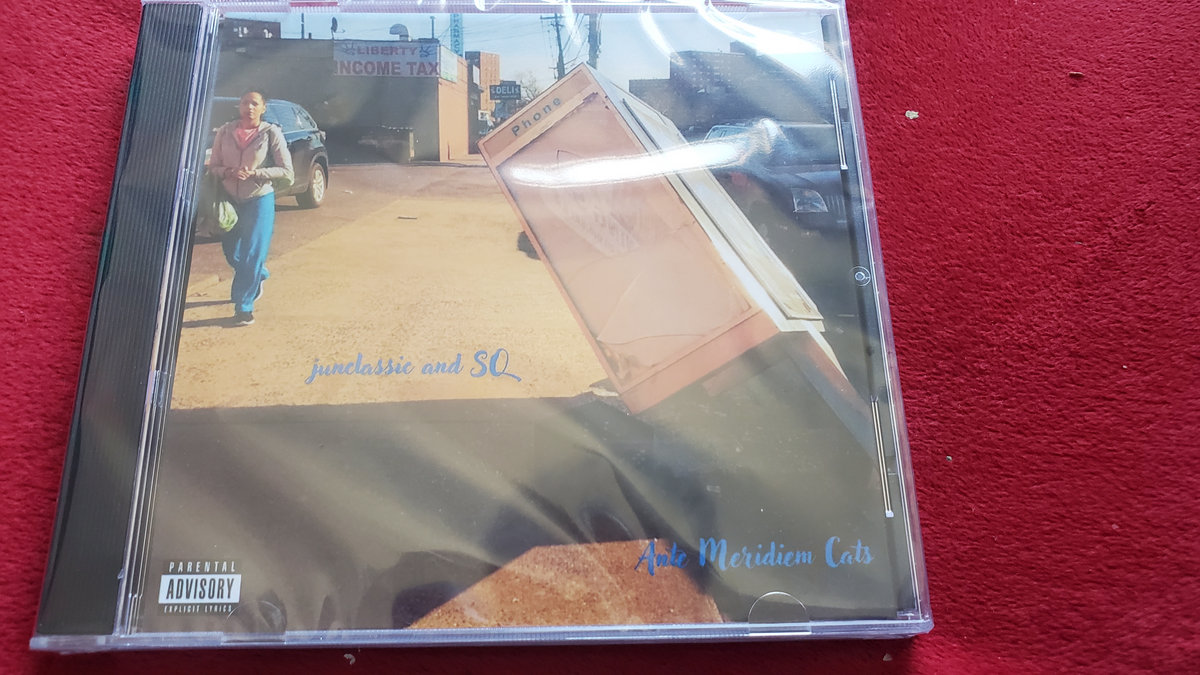 LIBERTY
INCOME TAX
DELI
Phone
junclassic and SQ
Ante Meridiem Cats
PARENTAL
ADVISORY
EXPLICIT LYRICS